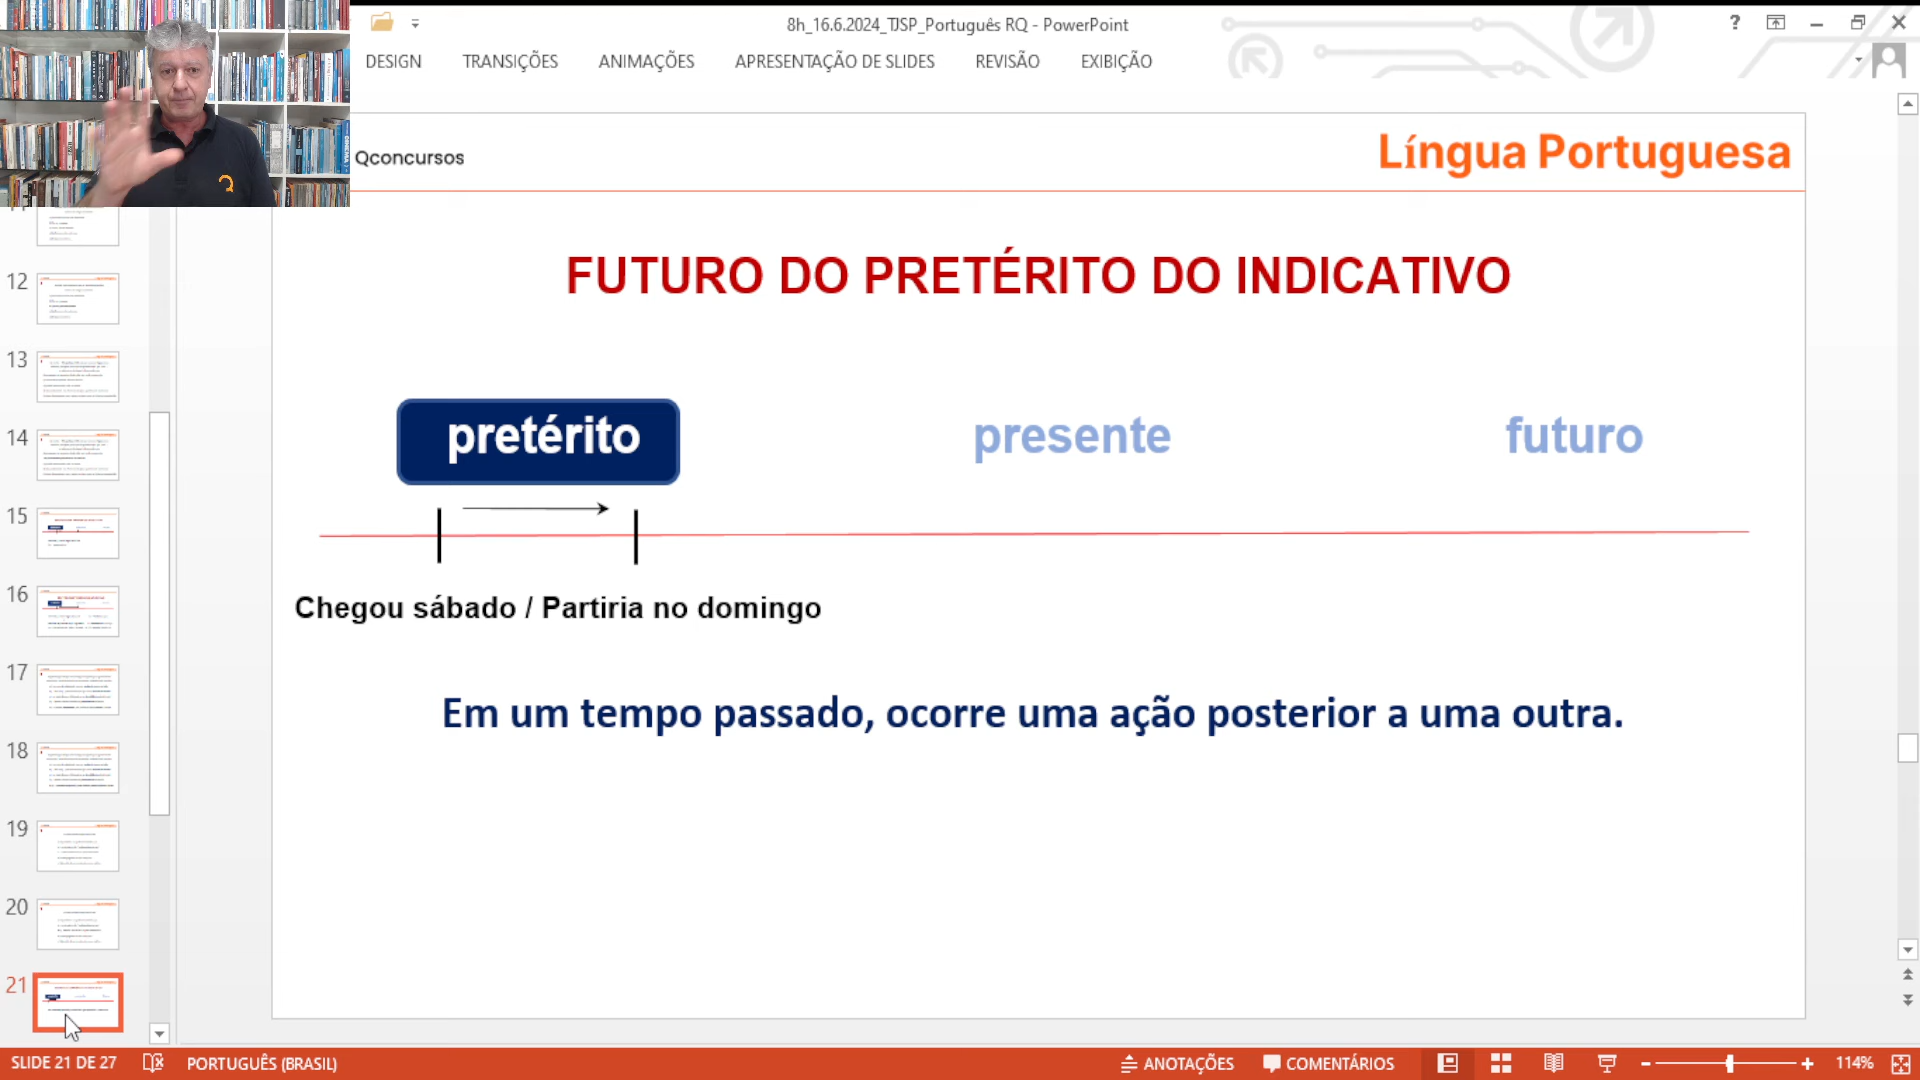 8h_16.6.2024_TJSP_Português RQ - PowerPoint
DESIGN TRANSIÇÕES ANIMAÇÕES APRESENTAÇÃO DE SLIDES REVISÃO EXIBIÇÃO
Qconcursos
Língua Portuguesa
FUTURO DO PRETÉRITO DO INDICATIVO
pretérito presente futuro
Chegou sábado / Partiria no domingo
Em um tempo passado, ocorre uma ação posterior a uma outra.
12
13
14
15
16
17
18
19
20
21
SLIDE 21 DE 27 PORTUGUÊS (BRASIL) ANOTAÇÕES COMENTÁRIOS 114%